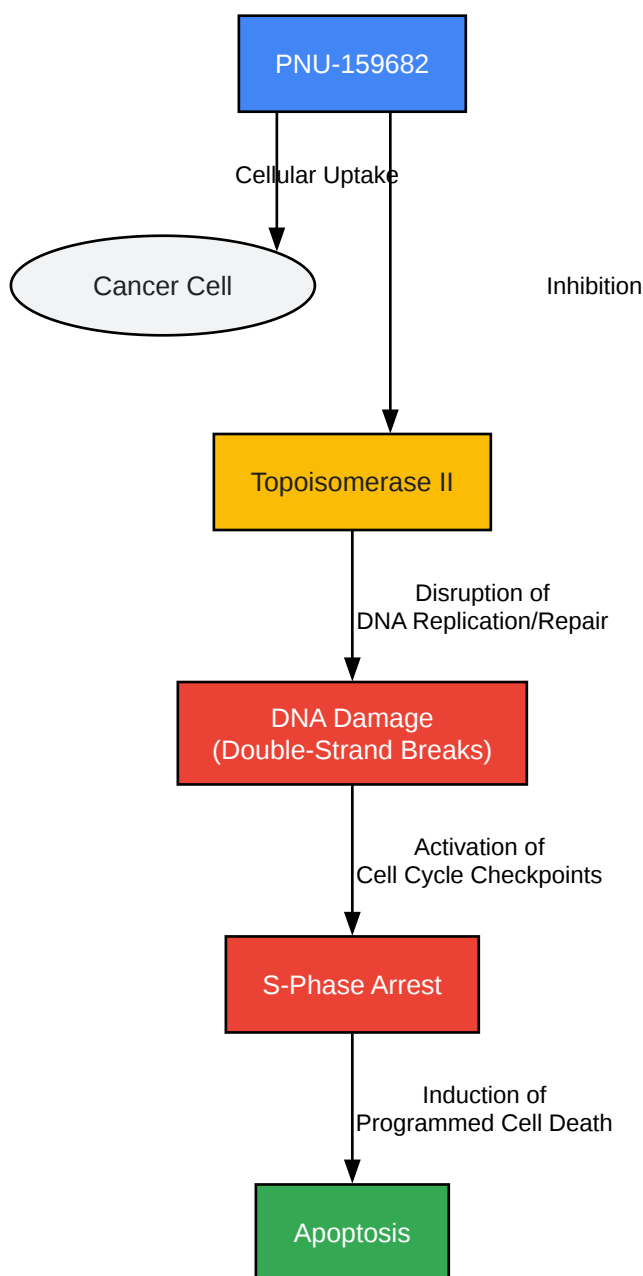 PNU-159682
Cellular Uptake
Cancer Cell
Inhibition
Topoisomerase II
Disruption of
DNA Replication/Repair
DNA Damage
(Double-Strand Breaks)
Activation of
Cell Cycle Checkpoints
S-Phase Arrest
Induction of
Programmed Cell Death
Apoptosis